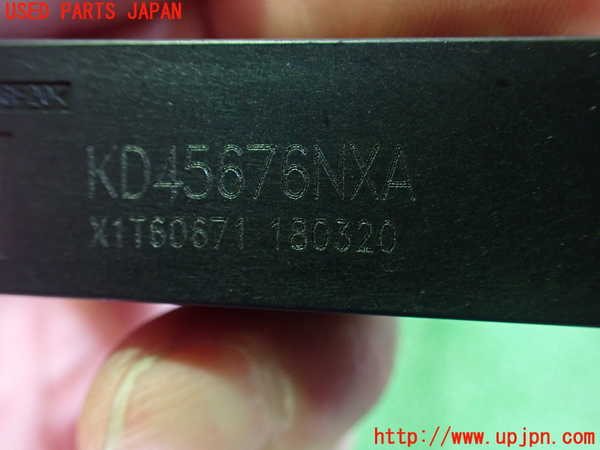 USED PARTS JAPAN
KD45676NXA
X1T60671 180320
http://www.upjpn.com